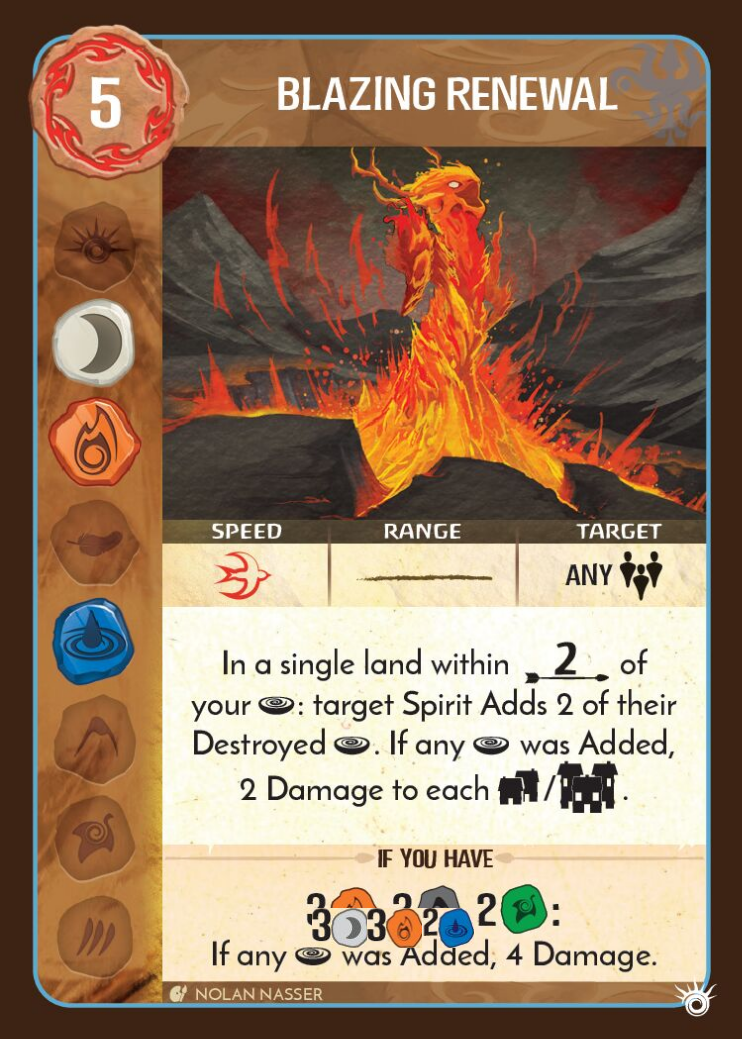 5
BLAZING RENEWAL
SPEED RANGE TARGET
ANY
In a single land within 2 of
your : target Spirit Adds 2 of their
Destroyed . If any was Added,
2 Damage to each / .
IF YOU HAVE
3 2 :
3 3 2
If any was Added, 4 Damage.
NOLAN NASSER